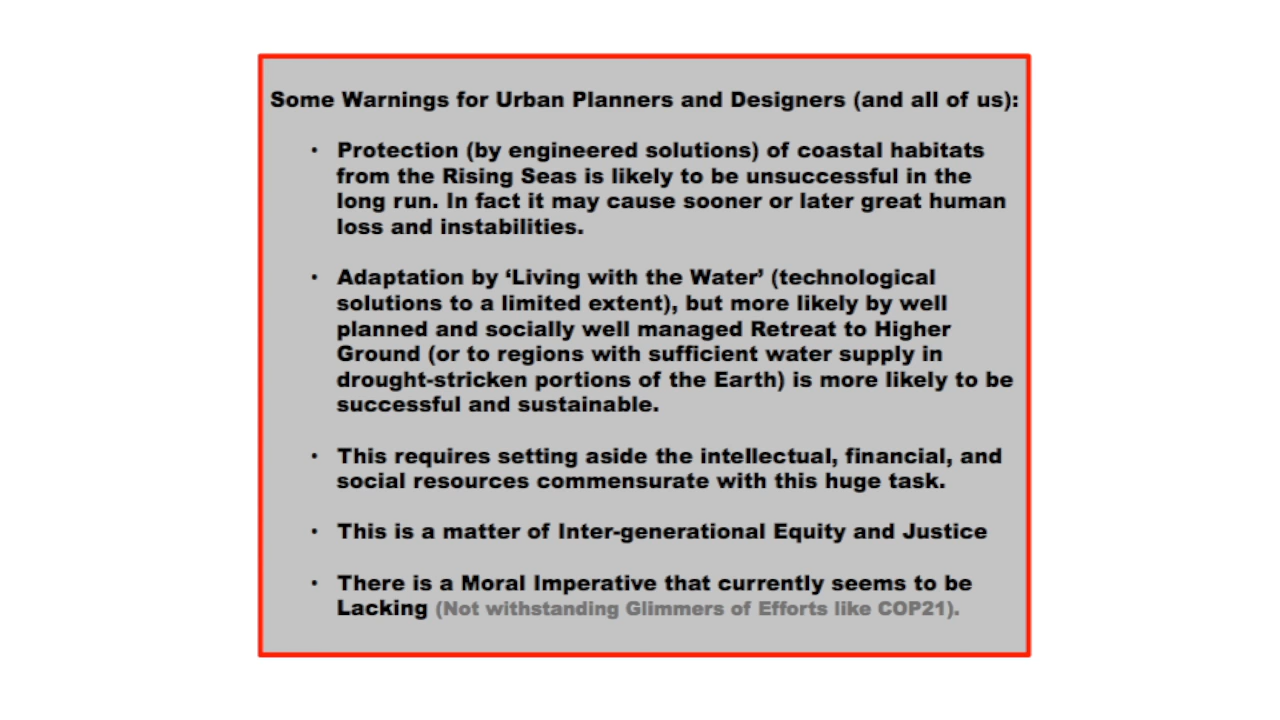 Some Warnings for Urban Planners and Designers (and all of us):
• Protection (by engineered solutions) of coastal habitats
from the Rising Seas is likely to be unsuccessful in the
long run. In fact it may cause sooner or later great human
loss and instabilities.
• Adaptation by ‘Living with the Water’ (technological
solutions to a limited extent), but more likely by well
planned and socially well managed Retreat to Higher
Ground (or to regions with sufficient water supply in
drought-stricken portions of the Earth) is more likely to be
successful and sustainable.
• This requires setting aside the intellectual, financial, and
social resources commensurate with this huge task.
• This is a matter of Inter-generational Equity and Justice
• There is a Moral Imperative that currently seems to be
Lacking (Not withstanding Glimmers of Efforts like COP21).